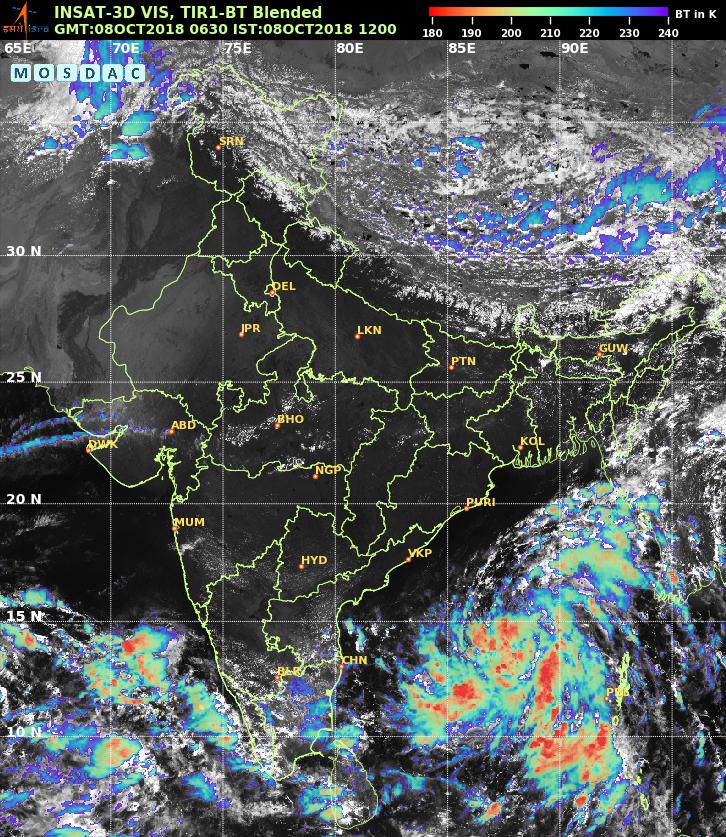 INSAT-3D VIS, TIR1-BT Blended
GMT:08OCT2018 0630 IST:08OCT2018 1200
BT in K
180 190 200 210 220 230 240
65E 70E 75E 80E 85E 90E
MOSDAC
SRN
30 N
DEL
JPR
LKN
GUW
PTN
25 N
BHO
ABD
DWK
KOL
NGP
20 N
PURI
MUM
VKP
HYD
15 N
CHN
BLR
PBL
10 N